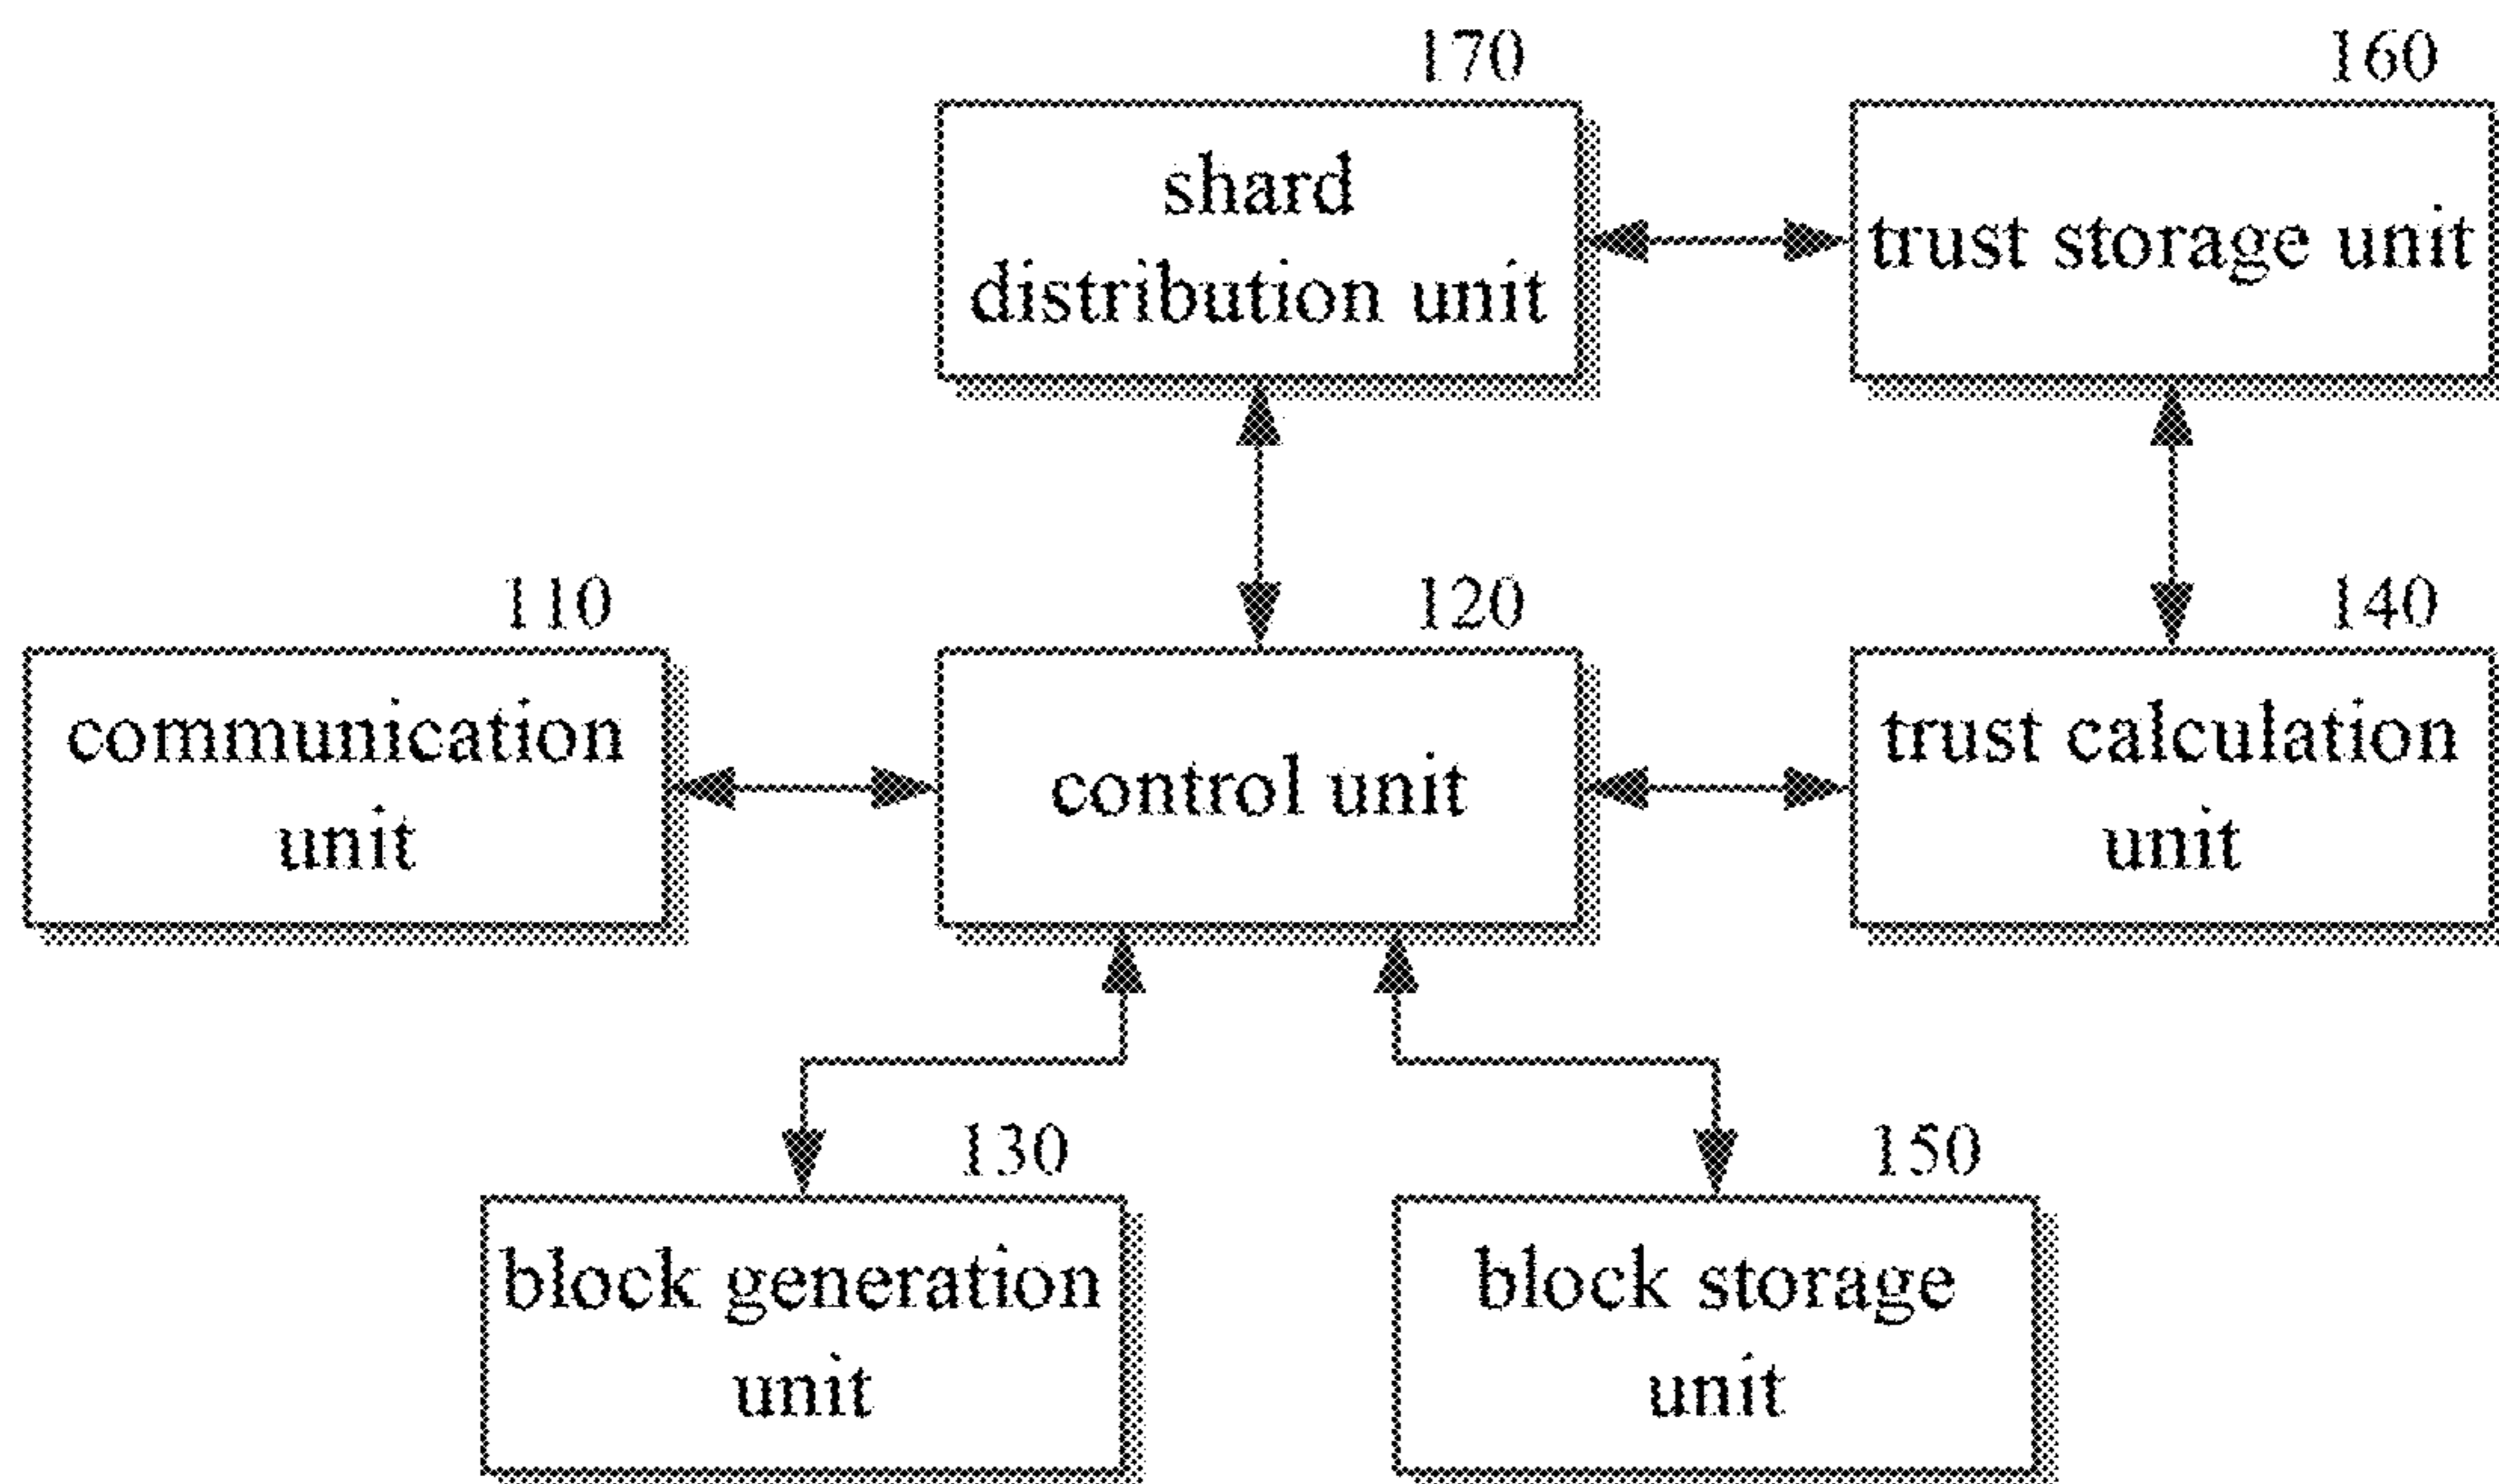 170
shard
distribution unit
160
trust storage unit
110
communication
unit
120
control unit
140
trust calculation
unit
130
block generation
unit
150
block storage
unit